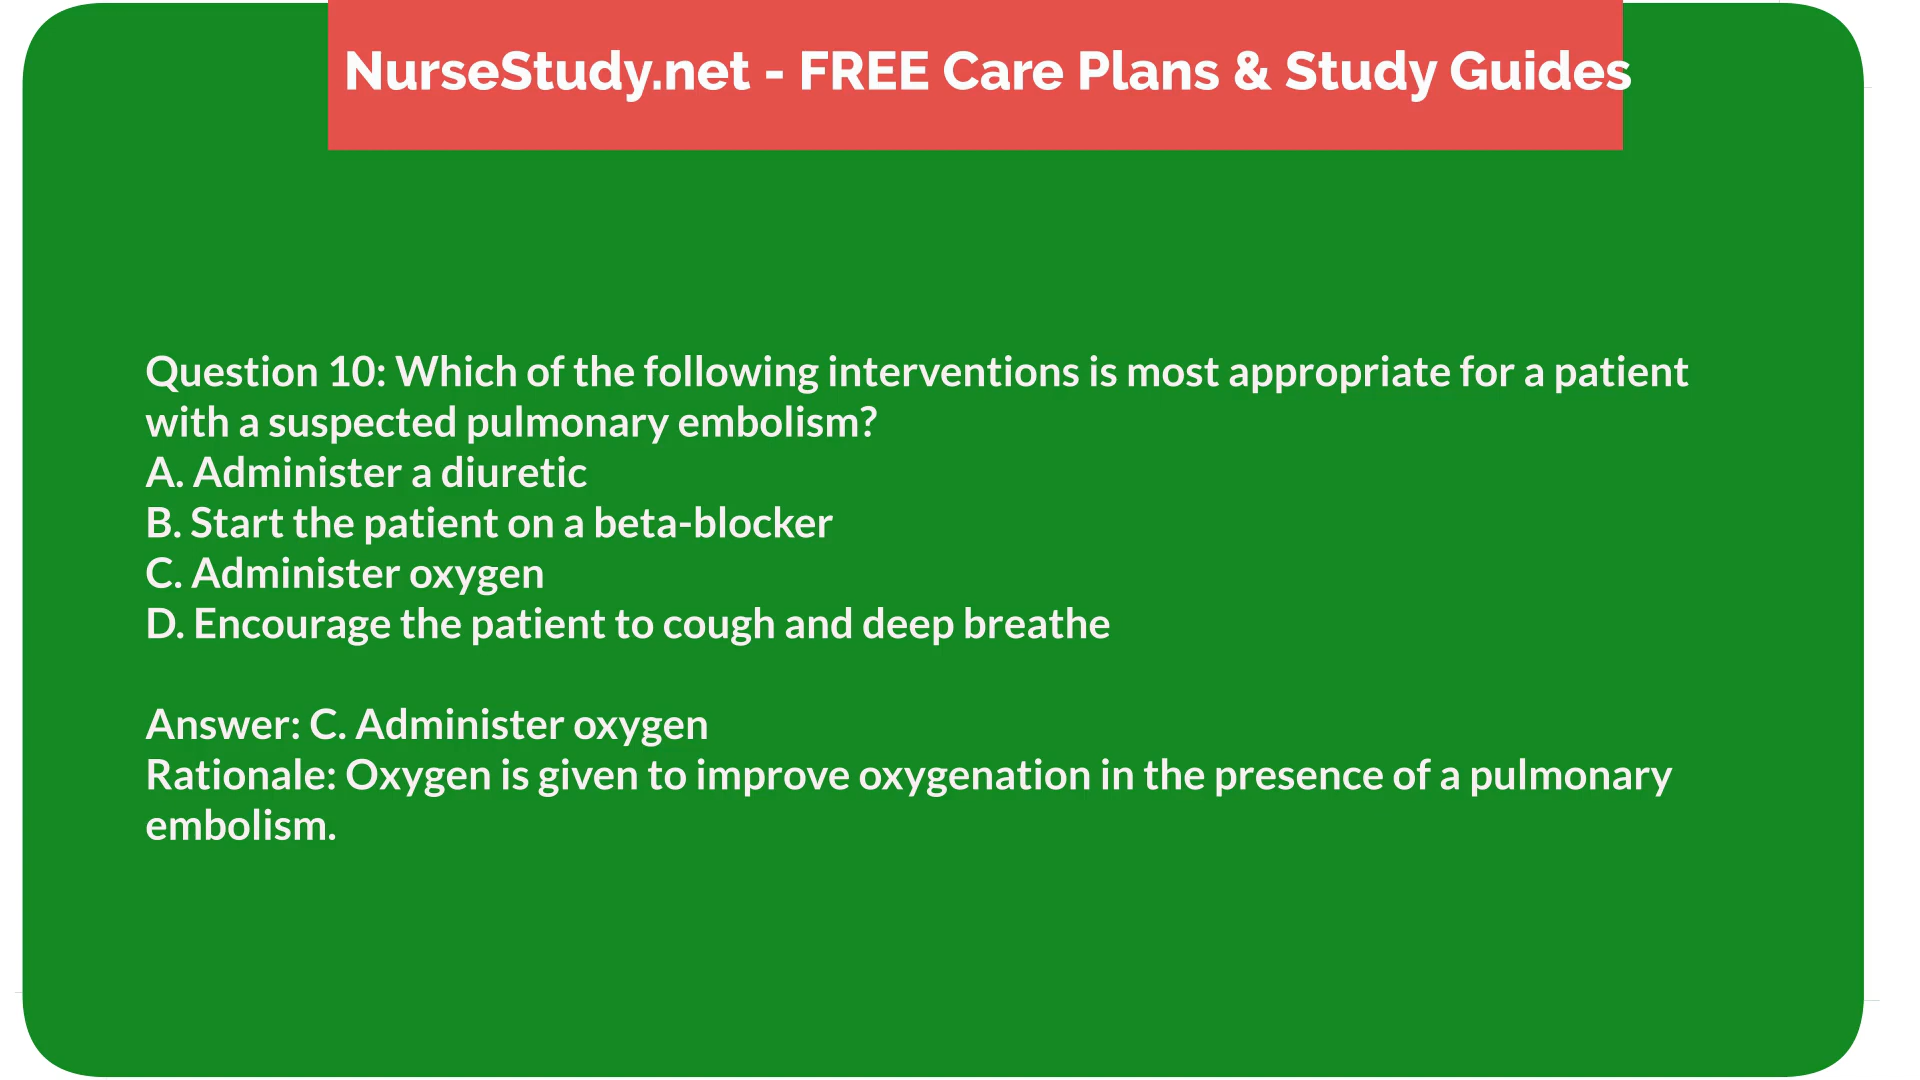 NurseStudy.net - FREE Care Plans & Study Guides
Question 10: Which of the following interventions is most appropriate for a patient
with a suspected pulmonary embolism?
A. Administer a diuretic
B. Start the patient on a beta-blocker
C. Administer oxygen
D. Encourage the patient to cough and deep breathe
Answer: C. Administer oxygen
Rationale: Oxygen is given to improve oxygenation in the presence of a pulmonary
embolism.